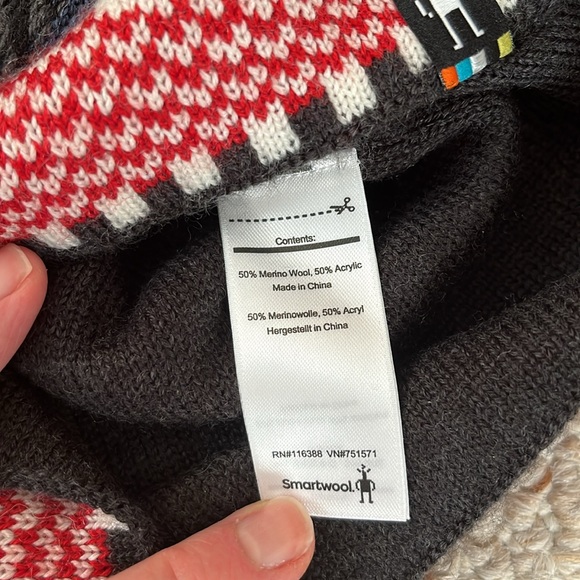 Contents:
50% Merino Wool, 50% Acrylic
Made in China
50% Merinowolle, 50% Acryl
Hergestellt in China
RN#116388 VN#751571
Smartwool.